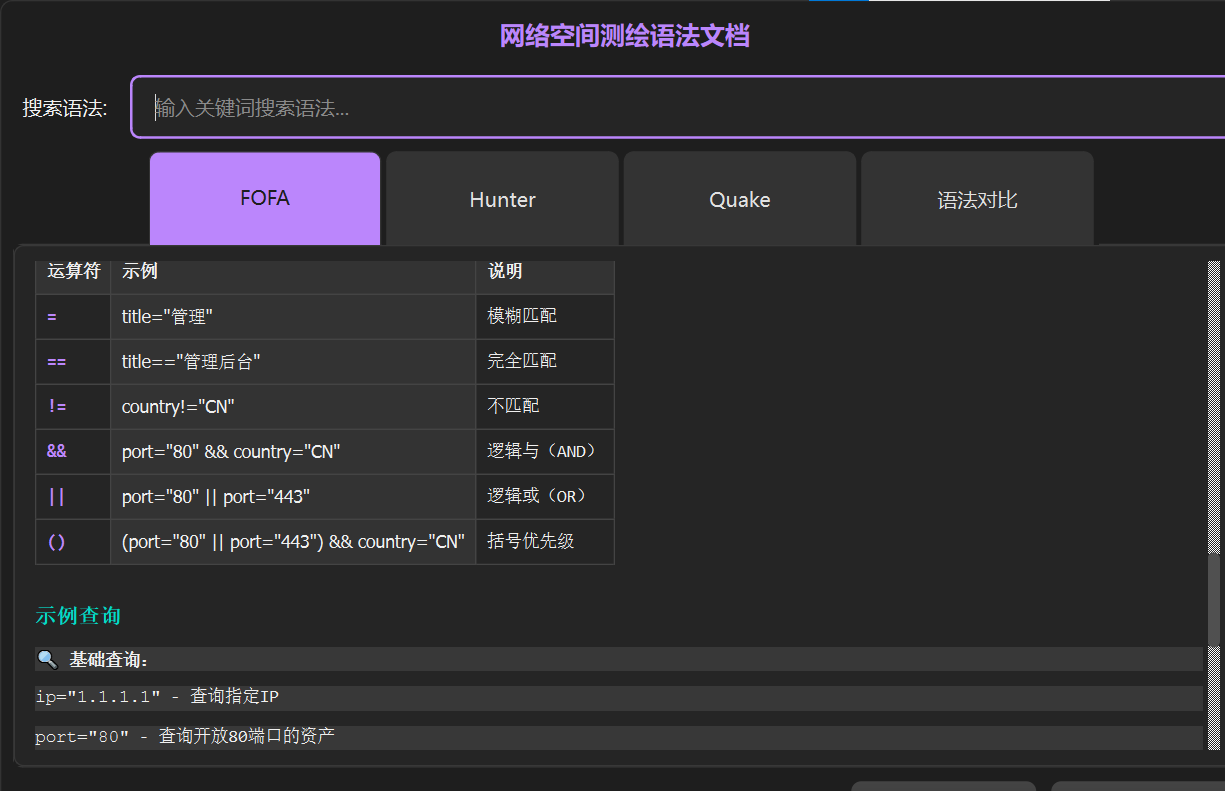 网络空间测绘语法文档
搜索语法:
输入关键词搜索语法...
FOFA Hunter Quake 语法对比
运算符 示例 说明
= title="管理" 模糊匹配
== title=="管理后台" 完全匹配
!= country!="CN" 不匹配
&& port="80" && country="CN" 逻辑与（AND）
|| port="80" || port="443" 逻辑或（OR）
() (port="80" || port="443") && country="CN" 括号优先级
示例查询
🔍 基础查询：
ip="1.1.1.1" - 查询指定IP
port="80" - 查询开放80端口的资产